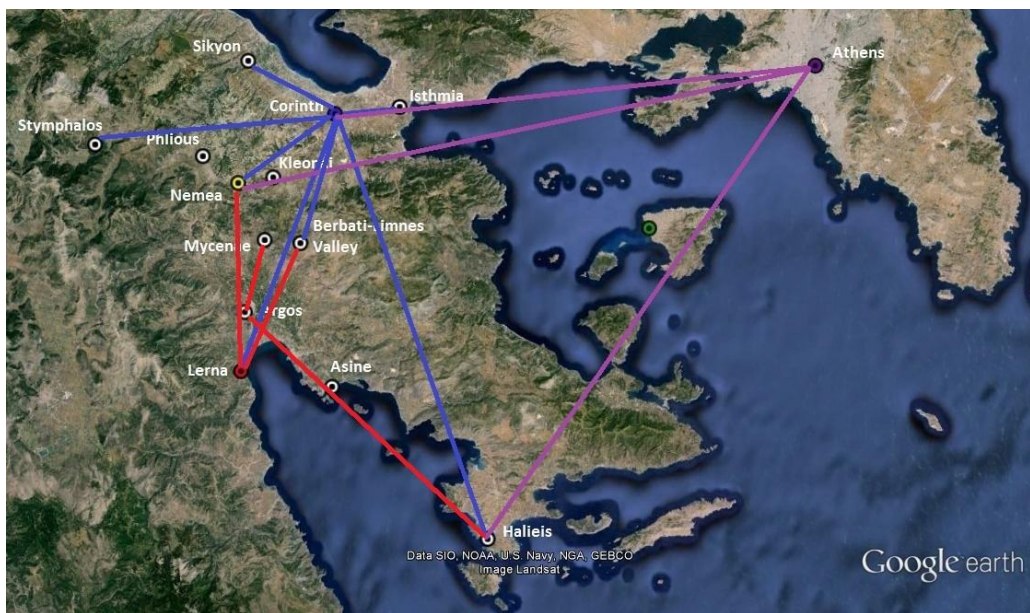 Sikyon
Athens
Corinth
Isthmia
Stymphalos
Phlious
Kleonai
Nemea
Mycenae
Berbati-Limnes
Valley
Argos
Lerna
Asine
Halieis
Data SIO, NOAA, U.S. Navy, NGA, GEBCO
Image Landsat
Google earth